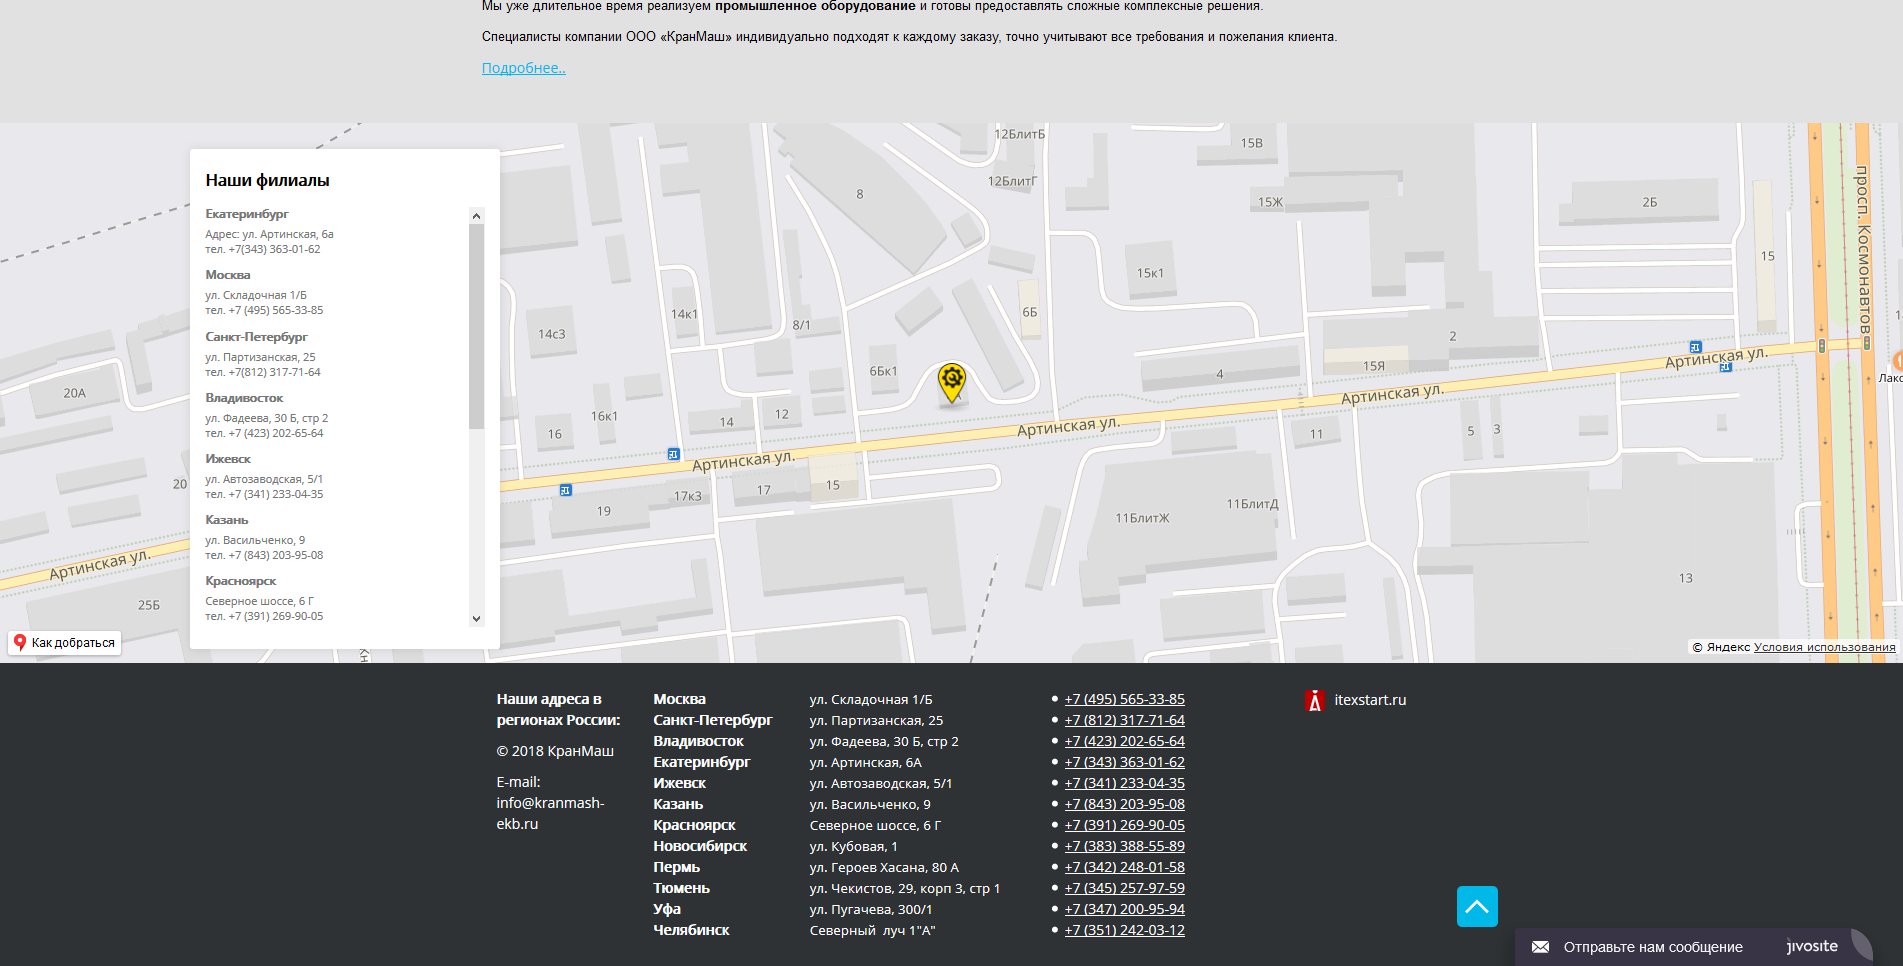 Мы уже длительное время реализуем промышленное оборудование и готовы предоставлять сложные комплексные решения.
Специалисты компании ООО «КранМаш» индивидуально подходят к каждому заказу, точно учитывают все требования и пожелания клиента.
Подробнее..
Наши филиалы
Екатеринбург
Адрес: ул. Артинская, 6а
тел. +7(343) 363-01-62
Москва
ул. Складочная 1/Б
тел. +7 (495) 565-33-85
Санкт-Петербург
ул. Партизанская, 25
тел. +7(812) 317-71-64
Владивосток
ул. Фадеева, 30 Б, стр 2
тел. +7 (423) 202-65-64
Ижевск
ул. Автозаводская, 5/1
тел. +7 (341) 233-04-35
Казань
ул. Васильченко, 9
тел. +7 (843) 203-95-08
Красноярск
Северное шоссе, 6 Г
тел. +7 (391) 269-90-05
12БлитБ
15В
8
12БлитГ
15Ж
2Б
просп. Космонавтов
15
15к1
14к1
8/1
6Б
14с3
2
Артинская ул.
15Я
4
6Бк1
Лако
20А
Артинская ул.
16к1
14
12
Артинская ул.
16
11
5
3
Артинская ул.
20
17к3
17
15
19
11БлитЖ
11БлитД
Артинская ул.
25Б
13
Как добраться
Кн
© Яндекс Условия использования
Наши адреса в
регионах России:
© 2018 КранМаш
E-mail:
info@kranmash-
ekb.ru
Москва ул. Складочная 1/Б +7 (495) 565-33-85
Санкт-Петербург ул. Партизанская, 25 +7 (812) 317-71-64
Владивосток ул. Фадеева, 30 Б, стр 2 +7 (423) 202-65-64
Екатеринбург ул. Артинская, 6А +7 (343) 363-01-62
Ижевск ул. Автозаводская, 5/1 +7 (341) 233-04-35
Казань ул. Васильченко, 9 +7 (843) 203-95-08
Красноярск Северное шоссе, 6 Г +7 (391) 269-90-05
Новосибирск ул. Кубовая, 1 +7 (383) 388-55-89
Пермь ул. Героев Хасана, 80 А +7 (342) 248-01-58
Тюмень ул. Чекистов, 29, корп 3, стр 1 +7 (345) 257-97-59
Уфа ул. Пугачева, 300/1 +7 (347) 200-95-94
Челябинск Северный луч 1"А" +7 (351) 242-03-12
itexstart.ru
Отправьте нам сообщение
jivosite